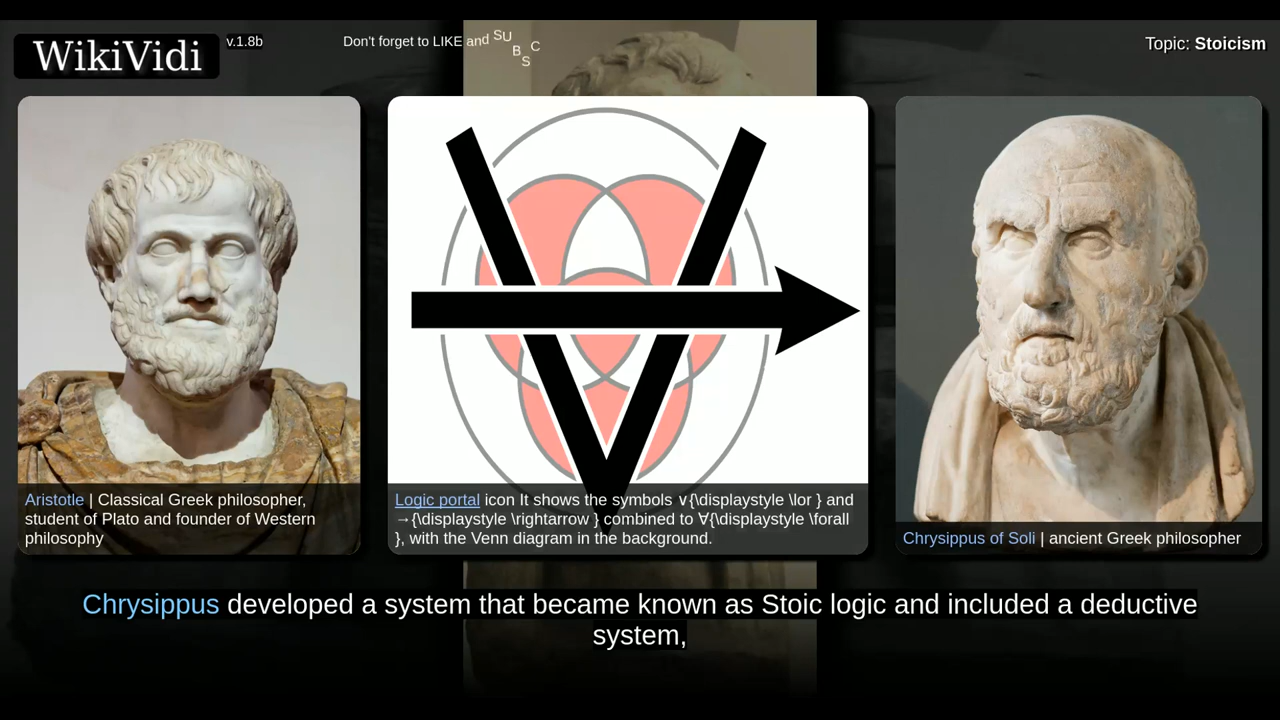 WikiVidi
v.1.8b
Don't forget to LIKE and SUBSC
Topic: Stoicism
Aristotle | Classical Greek philosopher,
student of Plato and founder of Western
philosophy
Logic portal icon It shows the symbols ∨{\displaystyle \lor } and
→{\displaystyle \rightarrow } combined to ∀{\displaystyle \forall
}, with the Venn diagram in the background.
Chrysippus of Soli | ancient Greek philosopher
Chrysippus developed a system that became known as Stoic logic and included a deductive
system,